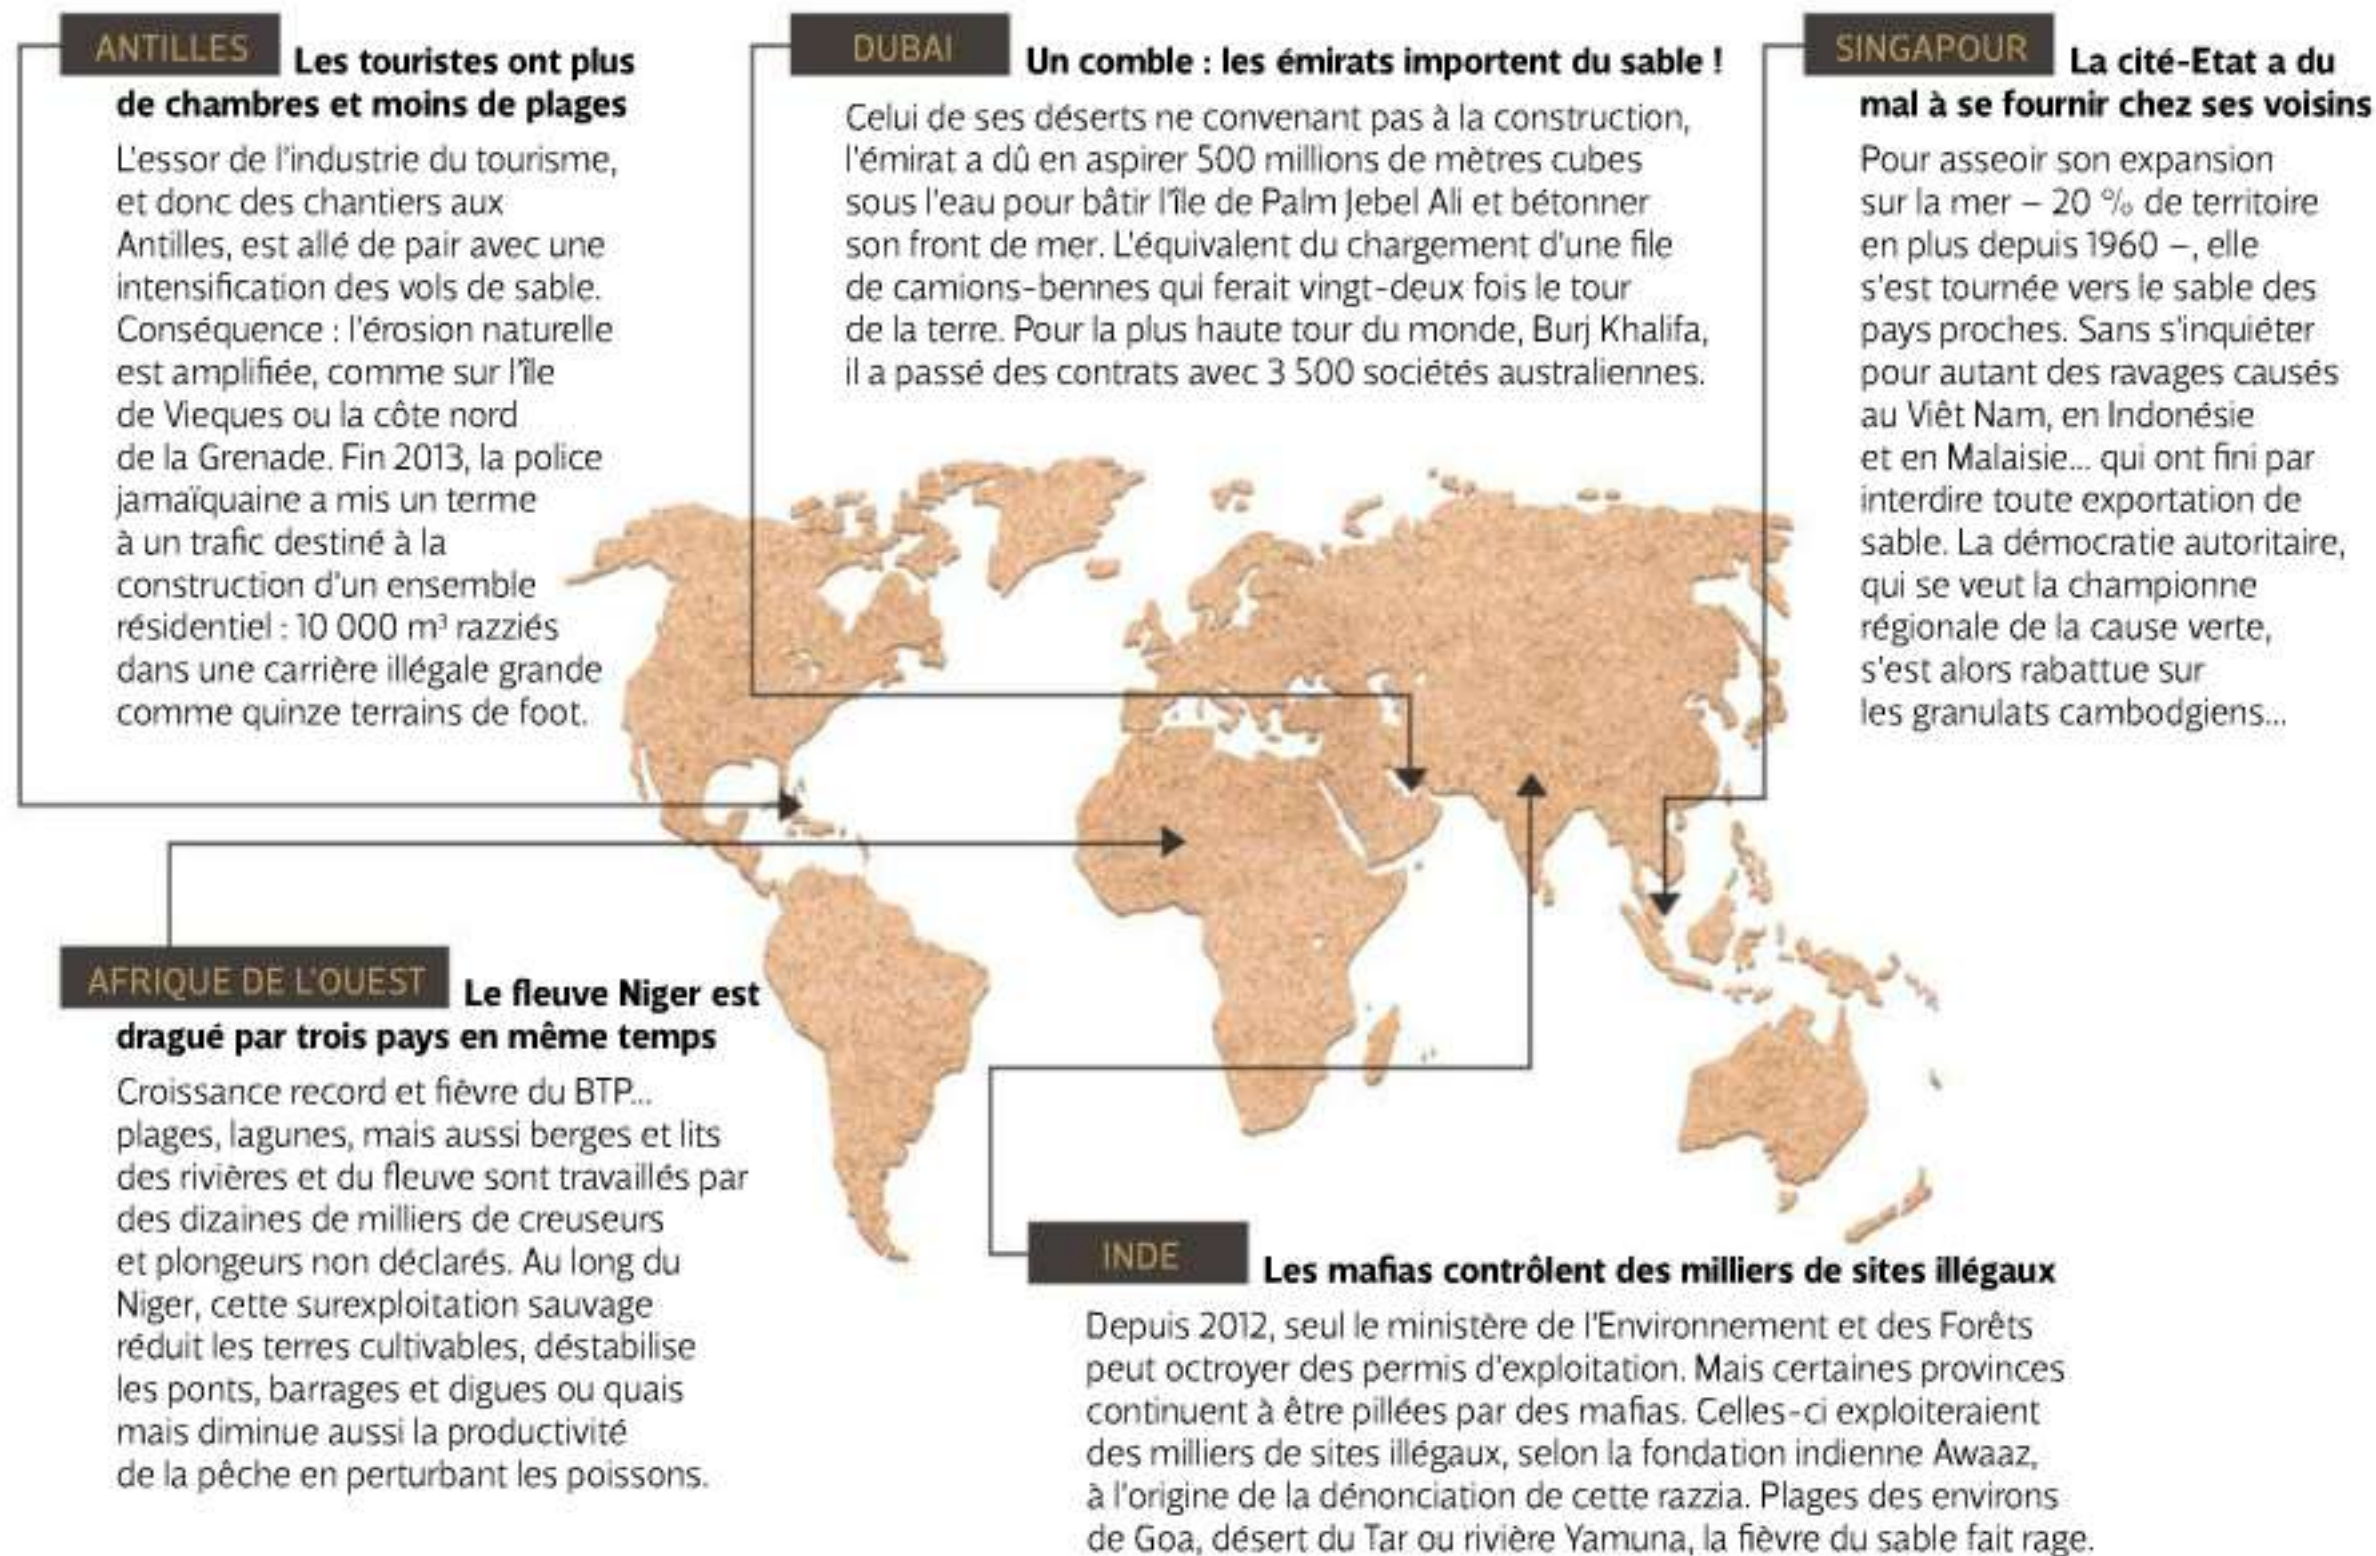 ANTILLES Les touristes ont plus
de chambres et moins de plages
L'essor de l'industrie du tourisme,
et donc des chantiers aux
Antilles, est allé de pair avec une
intensification des vols de sable.
Conséquence : l'érosion naturelle
est amplifiée, comme sur l'île
de Vieques ou la côte nord
de la Grenade. Fin 2013, la police
jamaïquaine a mis un terme
à un trafic destiné à la
construction d'un ensemble
résidentiel : 10 000 m³ razziés
dans une carrière illégale grande
comme quinze terrains de foot.
DUBAI Un comble : les émirats importent du sable !
Celui de ses déserts ne convenant pas à la construction,
l'émirat a dû en aspirer 500 millions de mètres cubes
sous l'eau pour bâtir l'île de Palm Jebel Ali et bétonner
son front de mer. L'équivalent du chargement d'une file
de camions-bennes qui ferait vingt-deux fois le tour
de la terre. Pour la plus haute tour du monde, Burj Khalifa,
il a passé des contrats avec 3 500 sociétés australiennes.
SINGAPOUR La cité-Etat a du
mal à se fournir chez ses voisins
Pour asseoir son expansion
sur la mer – 20 % de territoire
en plus depuis 1960 –, elle
s'est tournée vers le sable des
pays proches. Sans s'inquiéter
pour autant des ravages causés
au Viêt Nam, en Indonésie
et en Malaisie... qui ont fini par
interdire toute exportation de
sable. La démocratie autoritaire,
qui se veut la championne
régionale de la cause verte,
s'est alors rabattue sur
les granulats cambodgiens...
AFRIQUE DE L'OUEST Le fleuve Niger est
dragué par trois pays en même temps
Croissance record et fièvre du BTP...
plages, lagunes, mais aussi berges et lits
des rivières et du fleuve sont travaillés par
des dizaines de milliers de creuseurs
et plongeurs non déclarés. Au long du
Niger, cette surexploitation sauvage
réduit les terres cultivables, déstabilise
les ponts, barrages et digues ou quais
mais diminue aussi la productivité
de la pêche en perturbant les poissons.
INDE Les mafias contrôlent des milliers de sites illégaux
Depuis 2012, seul le ministère de l'Environnement et des Forêts
peut octroyer des permis d'exploitation. Mais certaines provinces
continuent à être pillées par des mafias. Celles-ci exploiteraient
des milliers de sites illégaux, selon la fondation indienne Awaaz,
à l'origine de la dénonciation de cette razzia. Plages des environs
de Goa, désert du Tar ou rivière Yamuna, la fièvre du sable fait rage.